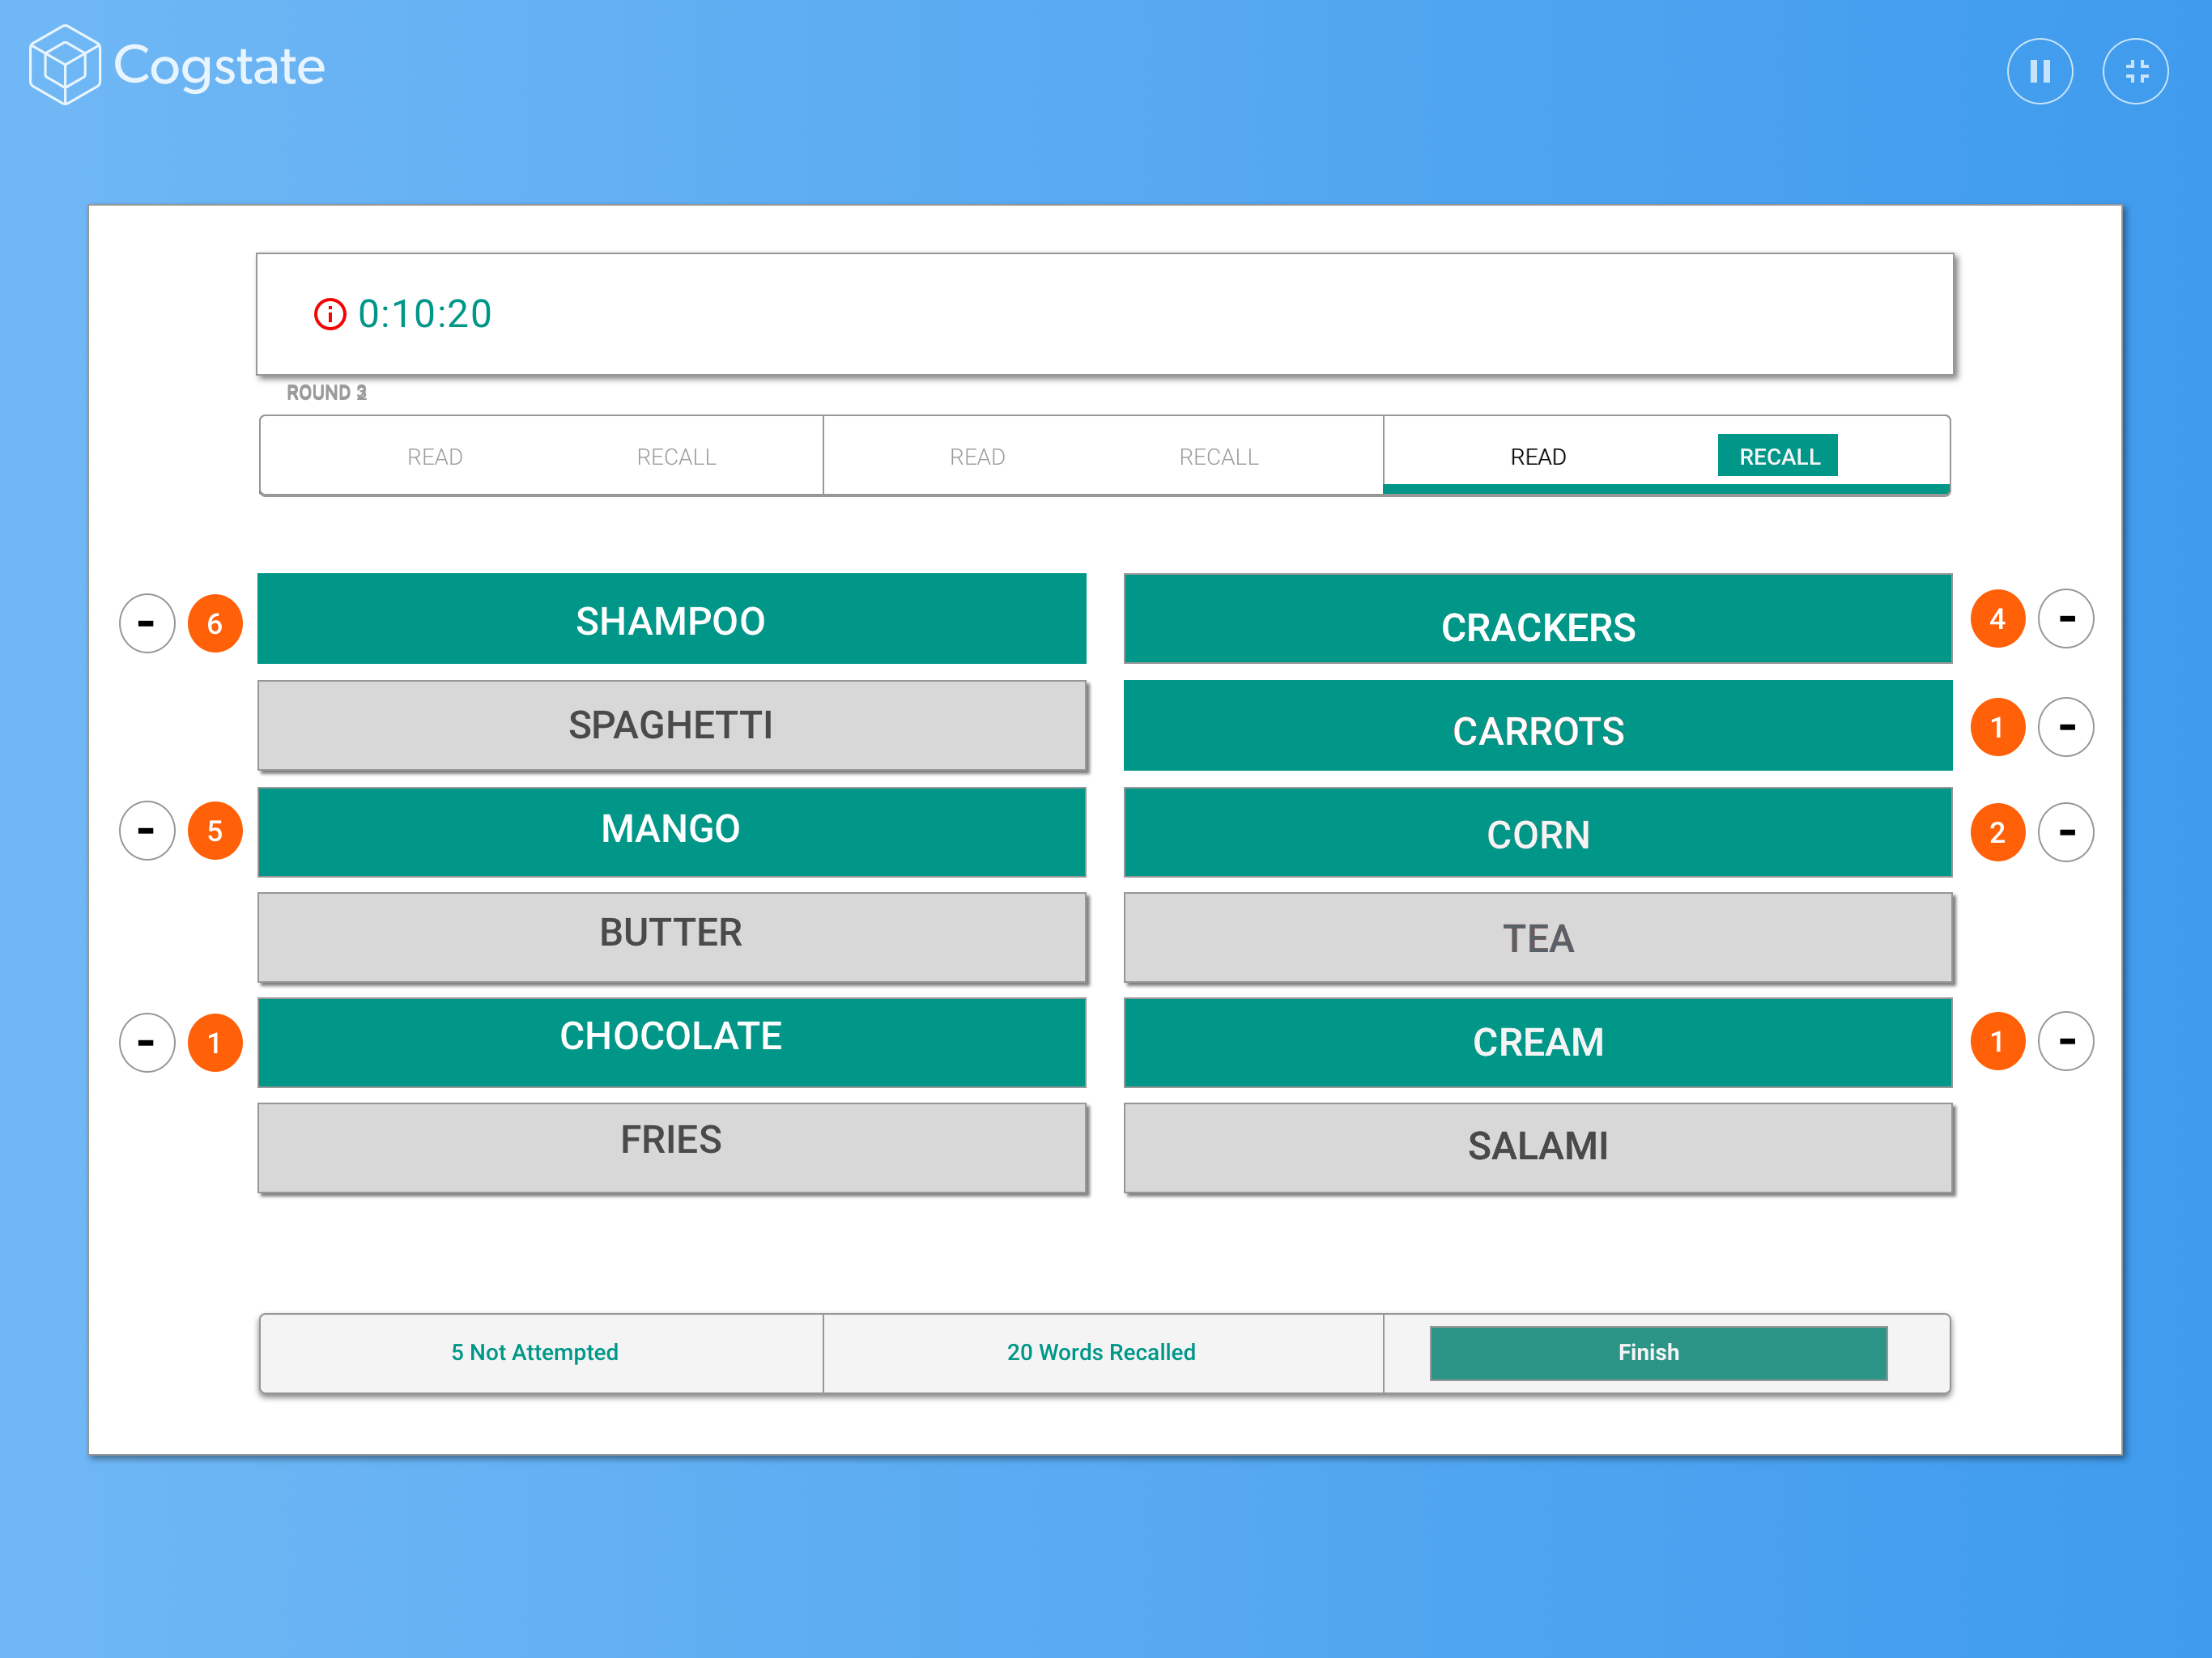 Cogstate
0:10:20
ROUND
READ RECALL READ RECALL READ RECALL
- 6 SHAMPOO CRACKERS 4 -
SPAGHETTI CARROTS 1 -
- 5 MANGO CORN 2 -
BUTTER TEA
- 1 CHOCOLATE CREAM 1 -
FRIES SALAMI
5 Not Attempted 20 Words Recalled Finish